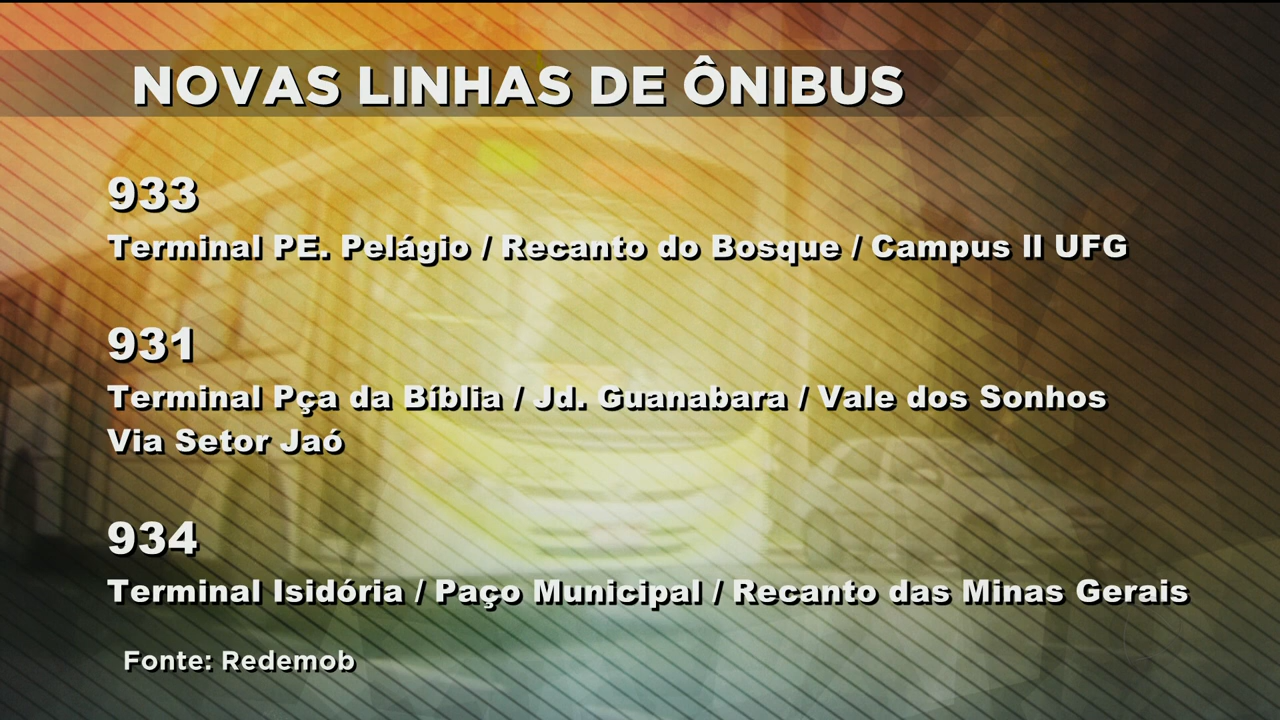 NOVAS LINHAS DE ÔNIBUS
933
Terminal PE. Pelágio / Recanto do Bosque / Campus II UFG
931
Terminal Pça da Bíblia / Jd. Guanabara / Vale dos Sonhos
Via Setor Jaó
934
Terminal Isidória / Paço Municipal / Recanto das Minas Gerais
Fonte: Redemob